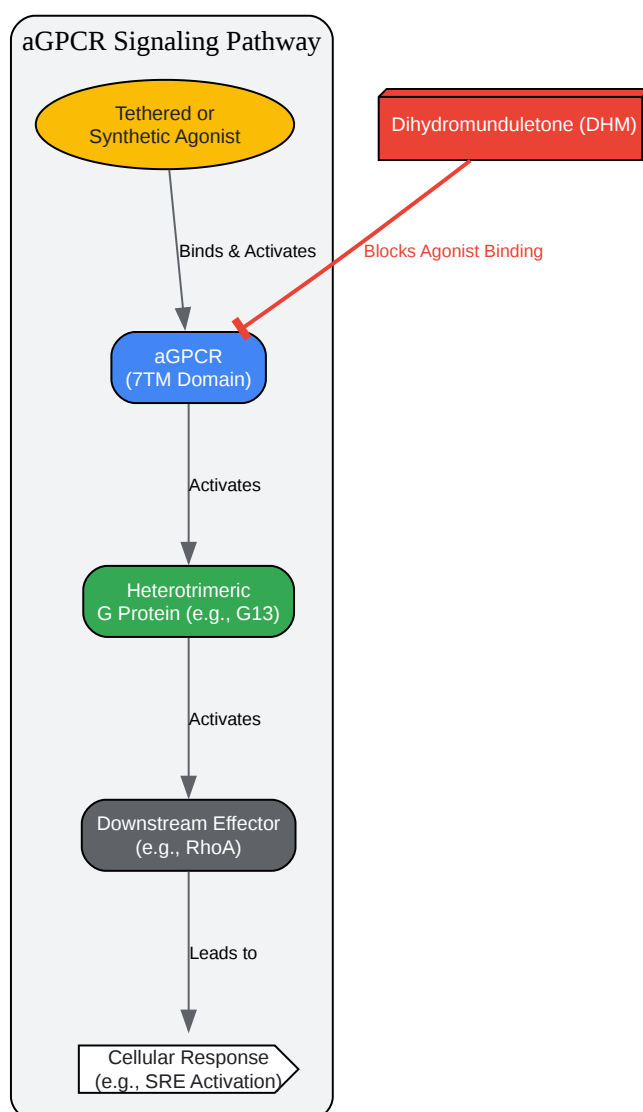 aGPCR Signaling Pathway
Tethered or
Synthetic Agonist
Dihydromunduletone (DHM)
Binds & Activates
Blocks Agonist Binding
aGPCR
(7TM Domain)
Activates
Heterotrimeric
G Protein (e.g., G13)
Activates
Downstream Effector
(e.g., RhoA)
Leads to
Cellular Response
(e.g., SRE Activation)